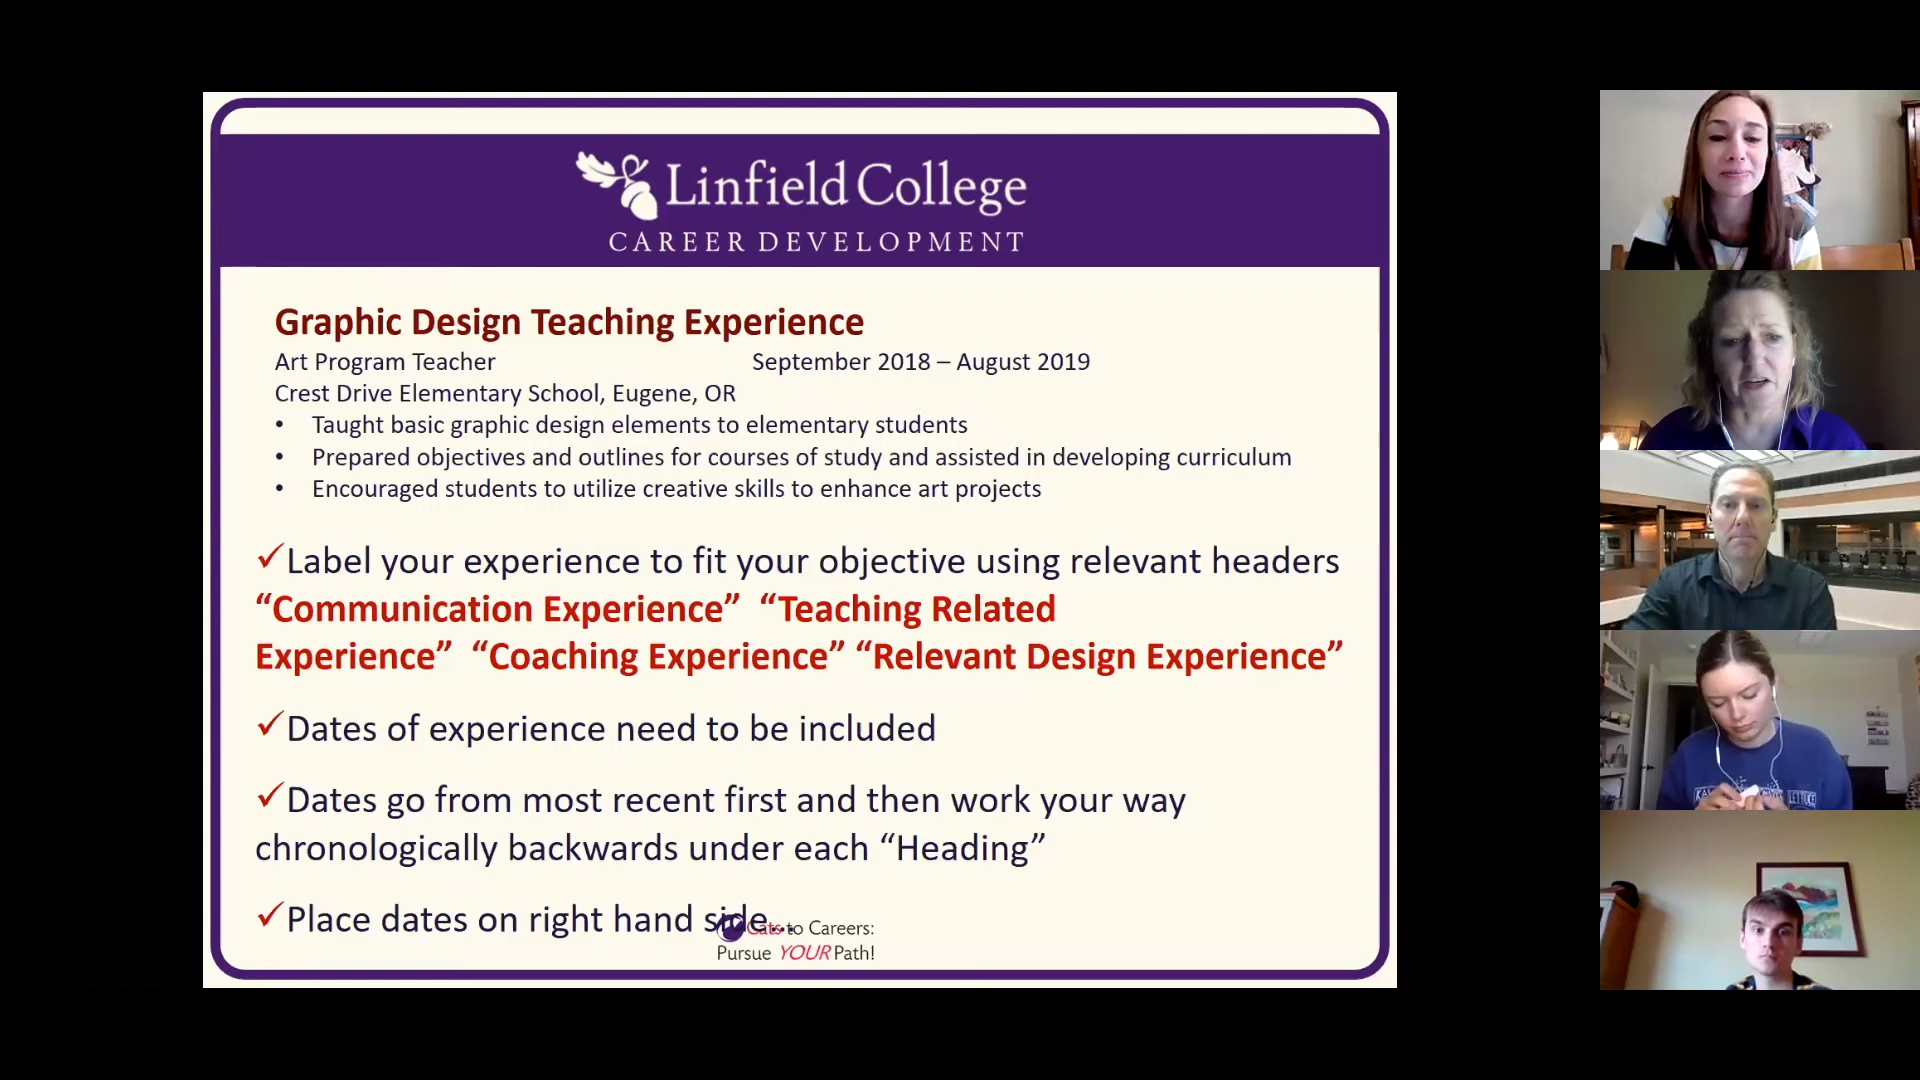 Linfield College
CAREER DEVELOPMENT
Graphic Design Teaching Experience
Art Program Teacher September 2018 – August 2019
Crest Drive Elementary School, Eugene, OR
• Taught basic graphic design elements to elementary students
• Prepared objectives and outlines for courses of study and assisted in developing curriculum
• Encouraged students to utilize creative skills to enhance art projects
✓Label your experience to fit your objective using relevant headers
“Communication Experience” “Teaching Related
Experience” “Coaching Experience” “Relevant Design Experience”
✓Dates of experience need to be included
✓Dates go from most recent first and then work your way
chronologically backwards under each “Heading”
✓Place dates on right hand side...
Cats to Careers:
Pursue YOUR Path!